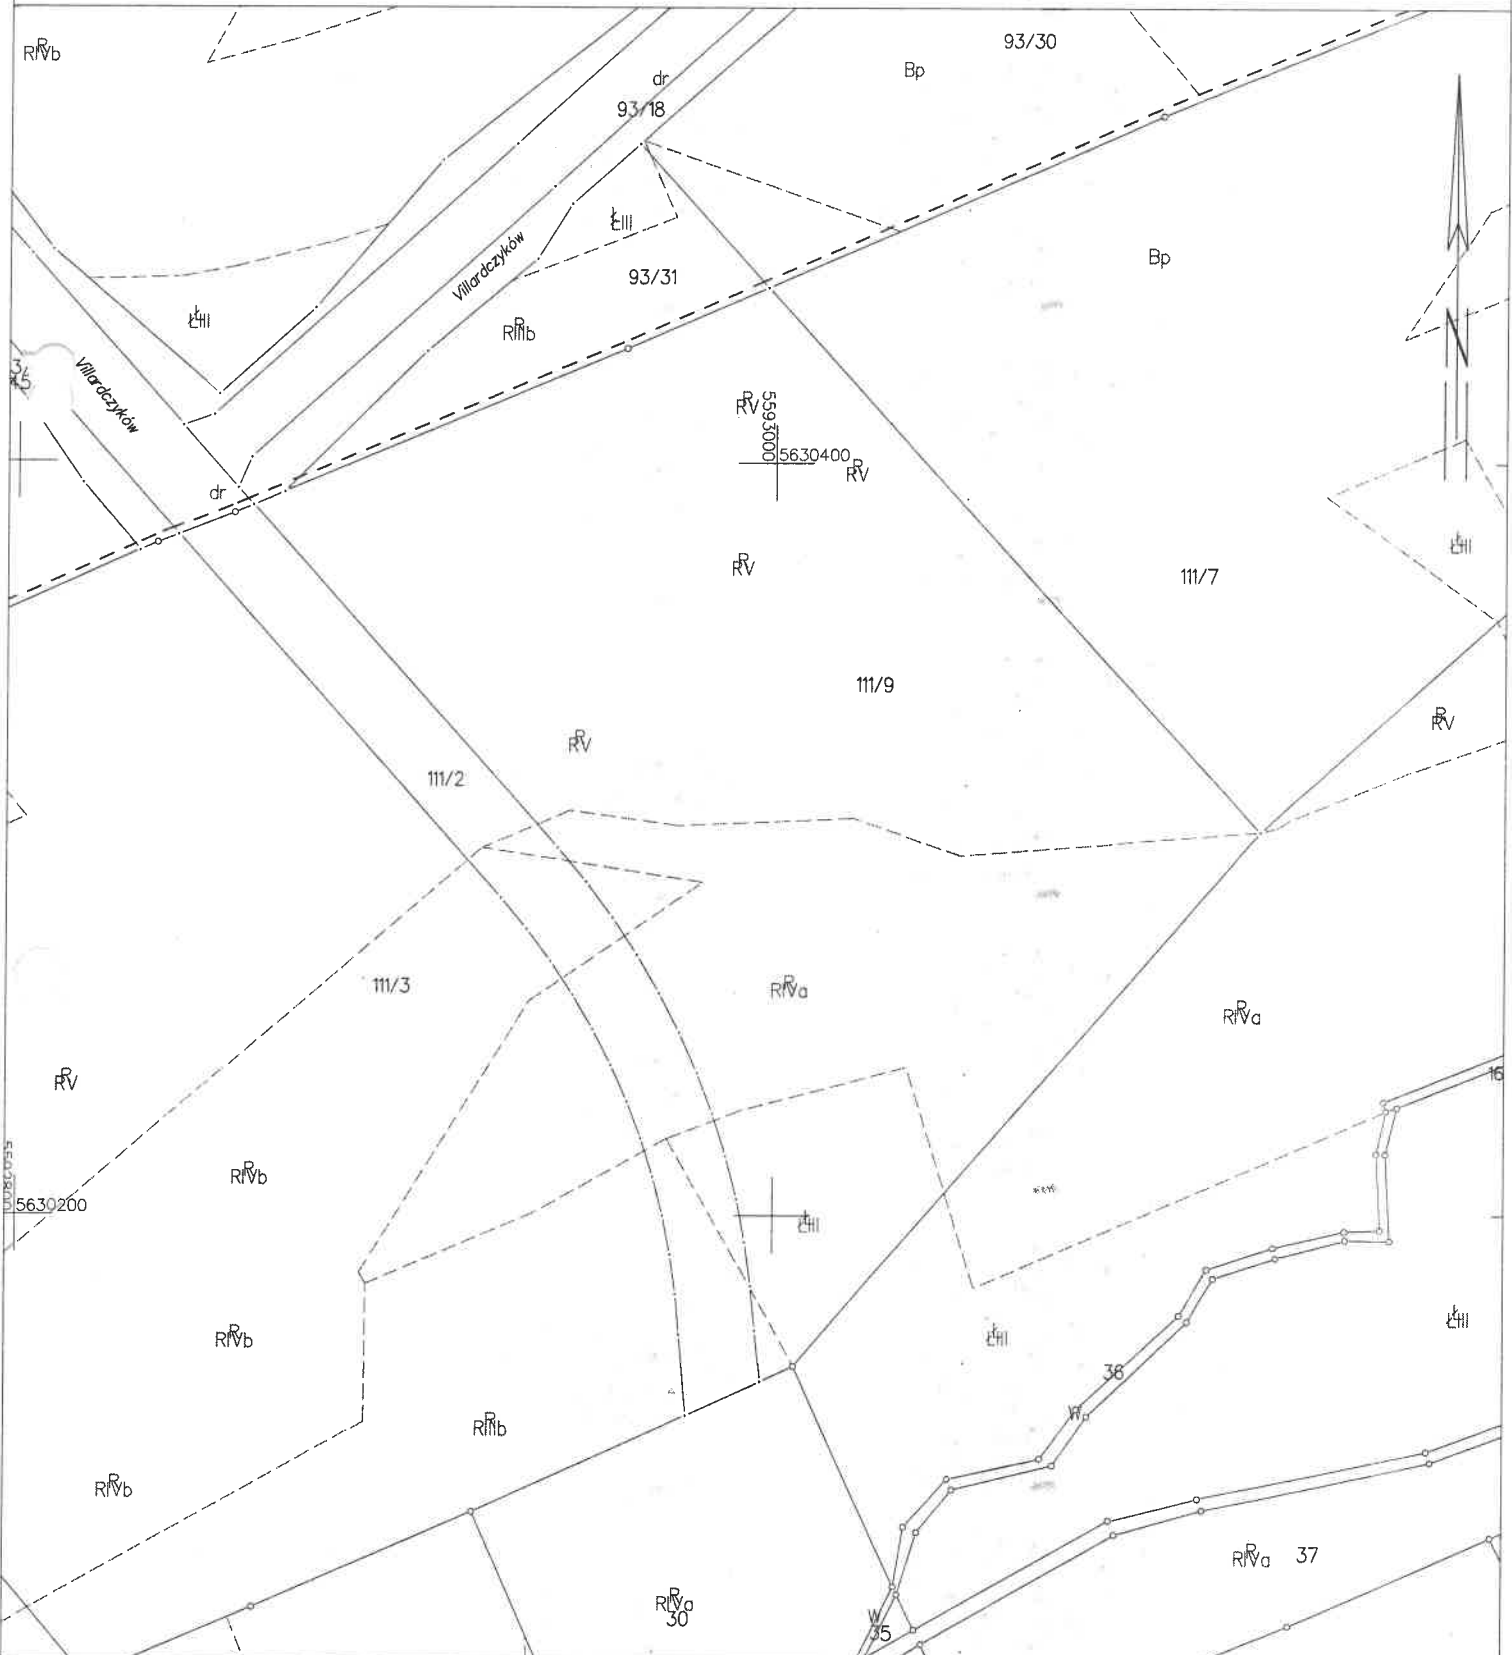 93/30
RIVb
Bp
dr
93/18
ŁIII
Villardczyków
Bp
93/31
ŁIII
RIIIb
N
Villardczyków
RV
5593000
5630400
RV
dr
ŁIII
RV
111/7
111/9
RV
RV
111/2
111/3
RIVa
RIVa
RV
16
RIVb
5630200
ŁIII
ŁIII
RIVb
ŁIII
36
W
RIIIb
RIVb
RIVa 37
RIVa
30
W
35